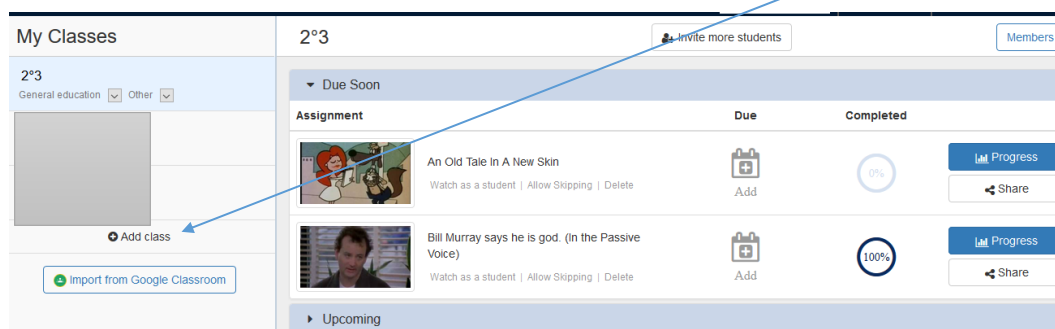 My Classes
2°3
General education Other
Add class
Import from Google Classroom
2°3
Invite more students
Members
Due Soon
Assignment Due Completed
An Old Tale In A New Skin
Watch as a student | Allow Skipping | Delete
Add
0%
Progress
Share
Bill Murray says he is god. (In the Passive
Voice)
Watch as a student | Allow Skipping | Delete
Add
100%
Progress
Share
Upcoming